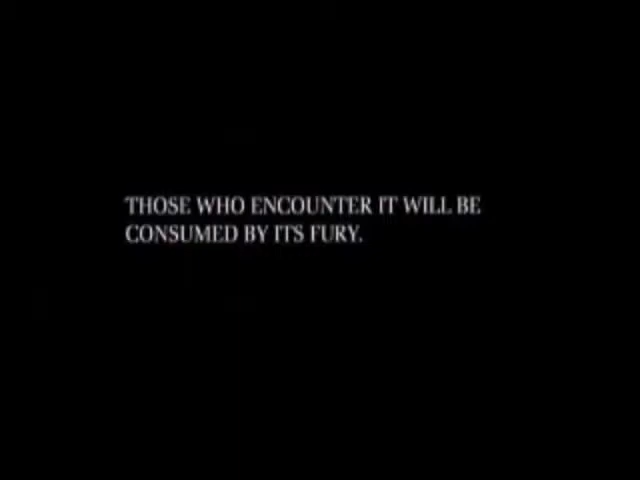 THOSE WHO ENCOUNTER IT WILL BE
CONSUMED BY ITS FURY.